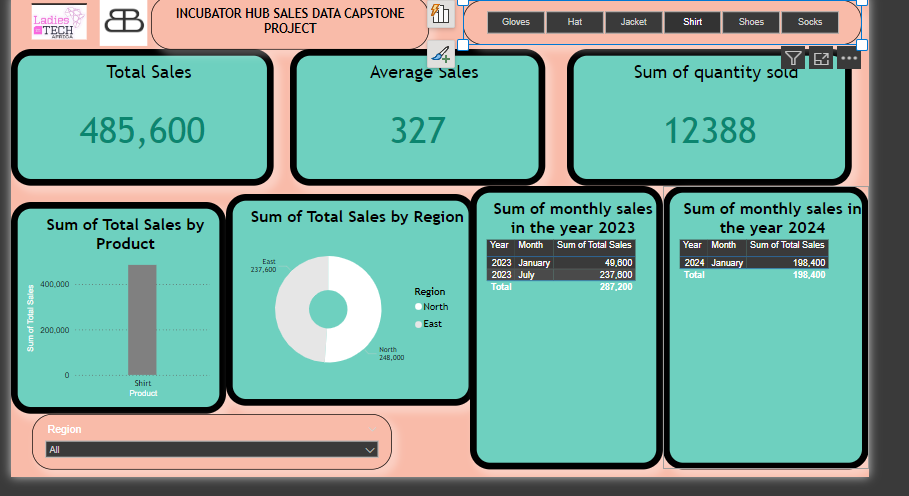 Ladies
in TECH
AFRICA
INCUBATOR HUB SALES DATA CAPSTONE
PROJECT
Gloves
Hat
Jacket
Shirt
Shoes
Socks
Total Sales
485,600
Average Sales
327
Sum of quantity sold
12388
Sum of Total Sales by
Product
Sum of Total Sales
400,000
200,000
0
Shirt
Product
Sum of Total Sales by Region
East
237,600
North
248,000
Region
North
East
Sum of monthly sales
in the year 2023
Year Month Sum of Total Sales
2023 January 49,600
2023 July 237,600
Total 287,200
Sum of monthly sales in
the year 2024
Year Month Sum of Total Sales
2024 January 198,400
Total 198,400
Region
All